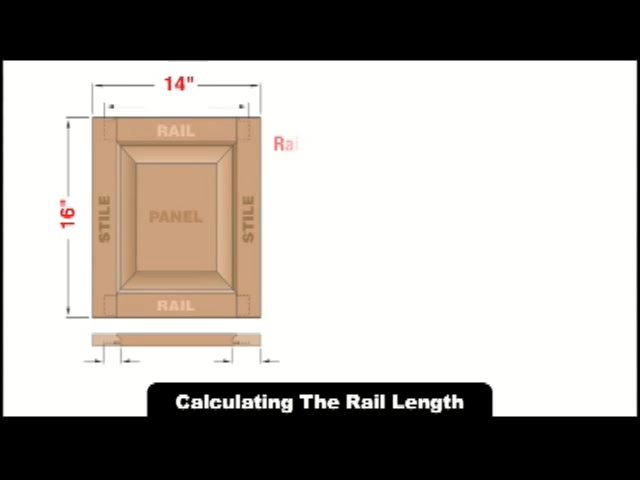 14"
RAIL
Rai
16"
STILE
PANEL
STILE
RAIL
Calculating The Rail Length